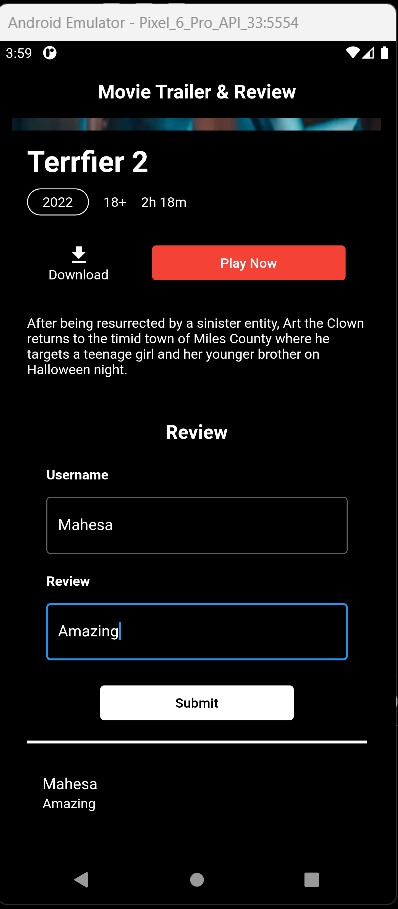 Android Emulator - Pixel_6_Pro_API_33:5554
3:59
Movie Trailer & Review
Terrfier 2
2022 18+ 2h 18m
Download
Play Now
After being resurrected by a sinister entity, Art the Clown
returns to the timid town of Miles County where he
targets a teenage girl and her younger brother on
Halloween night.
Review
Username
Mahesa
Review
Amazing
Submit
Mahesa
Amazing